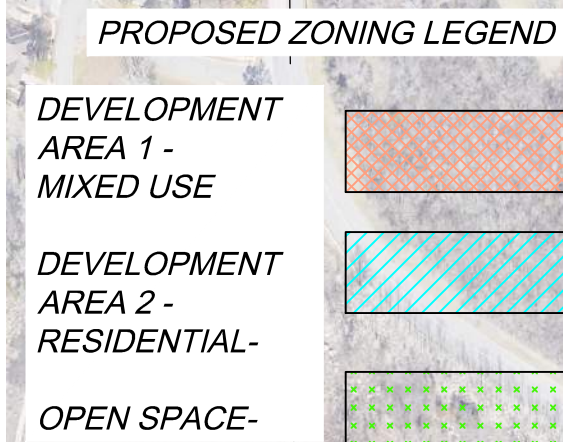 PROPOSED ZONING LEGEND
DEVELOPMENT
AREA 1 -
MIXED USE
DEVELOPMENT
AREA 2 -
RESIDENTIAL-
OPEN SPACE-